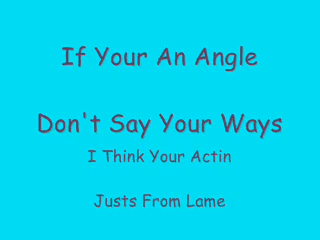 If Your An Angle
Don't Say Your Ways
I Think Your Actin
Justs From Lame